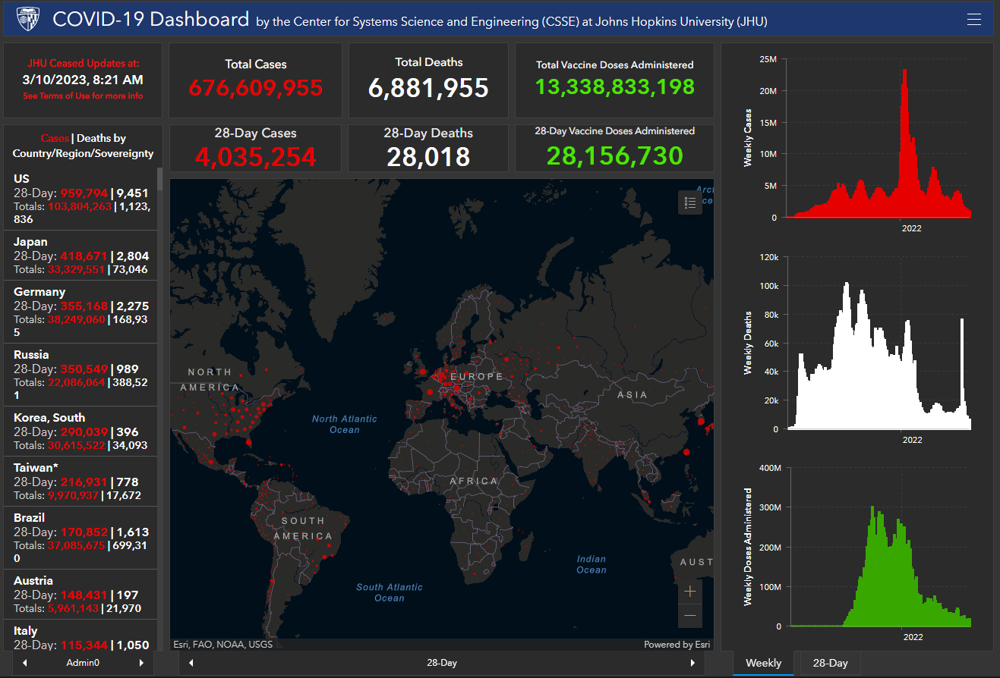 COVID-19 Dashboard by the Center for Systems Science and Engineering (CSSE) at Johns Hopkins University (JHU)
JHU Ceased Updates at:
3/10/2023, 8:21 AM
See Terms of Use for more info
Total Cases
676,609,955
Total Deaths
6,881,955
Total Vaccine Doses Administered
13,338,833,198
28-Day Cases
4,035,254
28-Day Deaths
28,018
28-Day Vaccine Doses Administered
28,156,730
Cases | Deaths by
Country/Region/Sovereignty
US
28-Day: 959,794 | 9,451
Totals: 103,804,263 | 1,123,
836
Japan
28-Day: 418,671 | 2,804
Totals: 33,329,551 | 73,046
Germany
28-Day: 355,168 | 2,275
Totals: 38,249,060 | 168,93
5
Russia
28-Day: 350,549 | 989
Totals: 22,086,064 | 388,52
1
Korea, South
28-Day: 290,039 | 396
Totals: 30,615,522 | 34,093
Taiwan*
28-Day: 216,931 | 778
Totals: 9,970,937 | 17,672
Brazil
28-Day: 170,852 | 1,613
Totals: 37,085,675 | 699,31
0
Austria
28-Day: 148,431 | 197
Totals: 5,961,143 | 21,970
Italy
28-Day: 115,344 | 1,050
Admin0
Arct
oce
NORTH
AMERICA
EUROPE
ASIA
North Atlantic
Ocean
AFRICA
SOUTH
AMERICA
Indian
Ocean
AUST
South Atlantic
Ocean
+
−
Esri, FAO, NOAA, USGS
Powered by Esri
28-Day
Weekly Cases
25M
20M
15M
10M
5M
0
2022
Weekly Deaths
120k
100k
80k
60k
40k
20k
0
2022
Weekly Doses Administered
400M
300M
200M
100M
0
2022
Weekly
28-Day